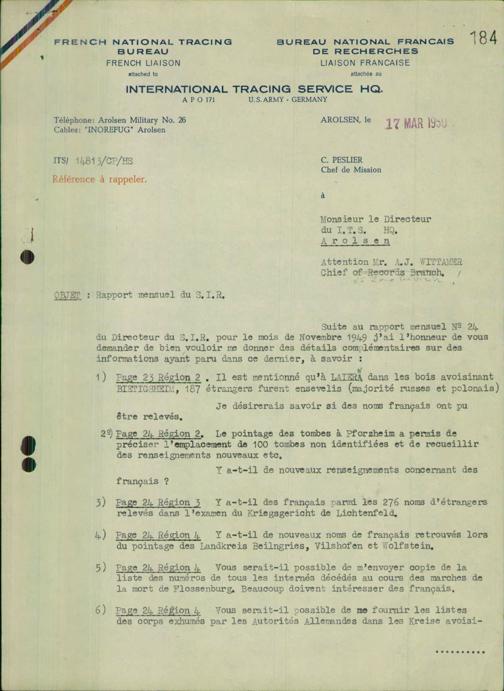 184
FRENCH NATIONAL TRACING BUREAU
FRENCH LIAISON
attached to
BUREAU NATIONAL FRANCAIS DE RECHERCHES
LIAISON FRANCAISE
attachée au
INTERNATIONAL TRACING SERVICE HQ.
A P O 171 U.S. ARMY - GERMANY
Téléphone: Arolsen Military No. 26
Cables: "INOREFUG" Arolsen
AROLSEN, le 17 MAR 1950
ITS/ 14813/CP/HS
Référence à rappeler.
C. PESLIER
Chef de Mission
à
Monsieur le Directeur
du I.T.S. HQ.
Arolsen
Attention Mr. A.J. WITTAMER
Chief of Records Branch.
OBJET : Rapport mensuel du S.I.R.
Suite au rapport mensuel N° 24
du Directeur du S.I.R. pour le mois de Novembre 1949 j'ai l'honneur de vous
demander de bien vouloir me donner des détails complémentaires sur des
informations ayant paru dans ce dernier, à savoir :
1) Page 23 Région 2 . Il est mentionné qu'à dans les bois avoisinant
BIETIGHEIM, 187 étrangers furent ensevelis (majorité russes et polonais)
Je désirerais savoir si des noms français ont pu
être relevés.
2°) Page 24 Région 2. Le pointage des tombes à Pforzheim a permis de
préciser l'emplacement de 100 tombes non identifiées et de recueillir
des renseignements nouveaux etc.
Y a-t-il de nouveaux renseignements concernant des
français ?
3) Page 24 Région 3 Y a-t-il des français parmi les 276 noms d'étrangers
relevés dans l'examen du Kriegsgericht de Lichtenfeld.
4) Page 24 Région 4 Y a-t-il de nouveaux noms de français retrouvés lors
du pointage des Landkreis Beilngries, Vilshofen et Wolfstein.
5) Page 24 Région 4 Vous serait-il possible de m'envoyer copie de la
liste des numéros de tous les internés décédés au cours des marches de
la mort de Flossenburg. Beaucoup doivent intéresser des français.
6) Page 24 Région 4 Vous serait-il possible de me fournir les listes
des corps exhumés par les Autorités Allemandes dans les Kreise avoisi-
..........